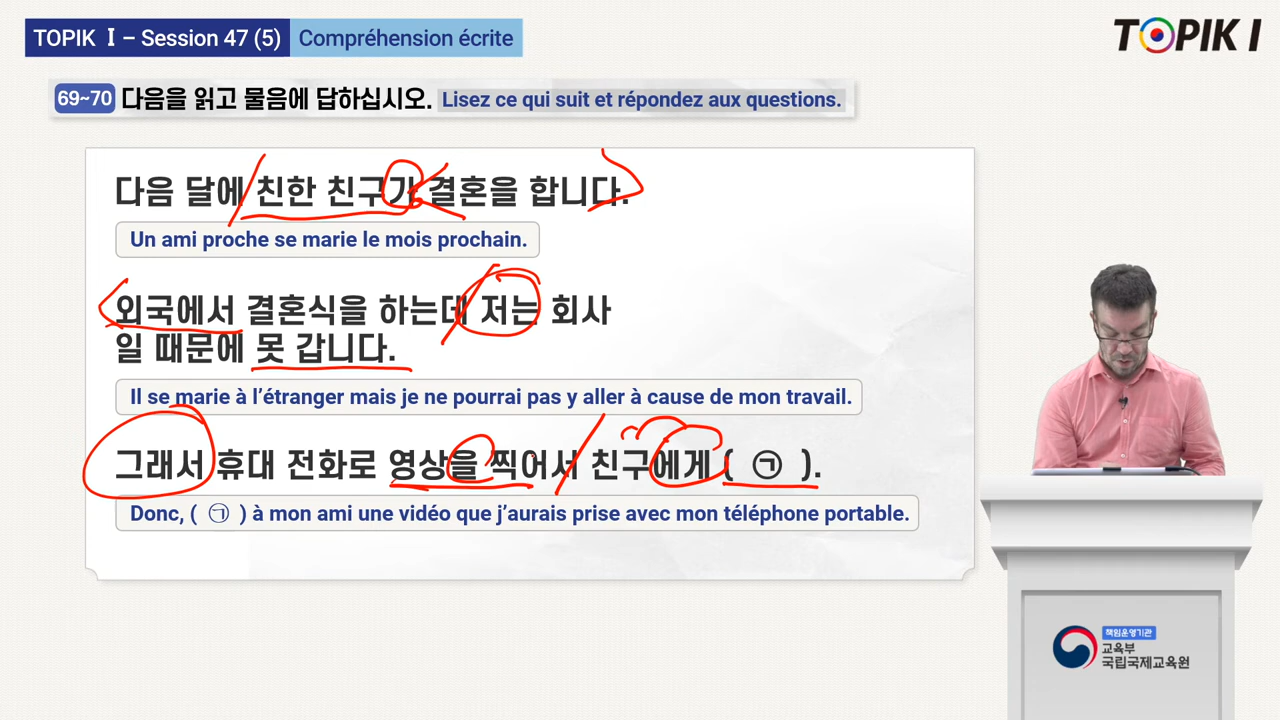 TOPIK Ⅰ – Session 47 (5) Compréhension écrite
TOPIK I
69~70 다음을 읽고 물음에 답하십시오. Lisez ce qui suit et répondez aux questions.
다음 달에 친한 친구가 결혼을 합니다.
Un ami proche se marie le mois prochain.
외국에서 결혼식을 하는데 저는 회사
일 때문에 못 갑니다.
Il se marie à l’étranger mais je ne pourrai pas y aller à cause de mon travail.
그래서 휴대 전화로 영상을 찍어서 친구에게 ( ㉠ ).
Donc, ( ㉠ ) à mon ami une vidéo que j’aurais prise avec mon téléphone portable.
책임운영기관
교육부
국립국제교육원